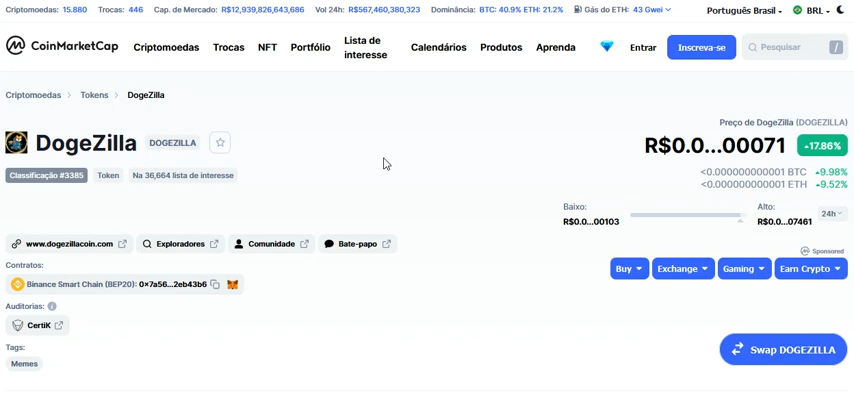 Criptomoedas: 15.880 Trocas: 446 Cap. de Mercado: R$12,939,826,643,686 Vol 24h: R$567,460,380,323 Dominância: BTC: 40.9% ETH: 21.2% Gás do ETH: 43 Gwei Português Brasil BRL
CoinMarketCap Criptomoedas Trocas NFT Portfólio Lista de interesse Calendários Produtos Aprenda Entrar Inscreva-se Pesquisar /
Criptomoedas Tokens DogeZilla
Preço de DogeZilla (DOGEZILLA)
DogeZilla DOGEZILLA R$0.0...00071 17.86%
Classificação #3385 Token Na 36,664 lista de interesse <0.000000000001 BTC 9.98%
<0.000000000001 ETH 9.52%
Baixo: Alto:
R$0.0...00103 R$0.0...07461 24h
www.dogezillacoin.com Exploradores Comunidade Bate-papo
Sponsored
Contratos: Buy Exchange Gaming Earn Crypto
Binance Smart Chain (BEP20): 0x7a56...2eb43b6
Auditorias:
CertiK
Tags:
Memes
Swap DOGEZILLA